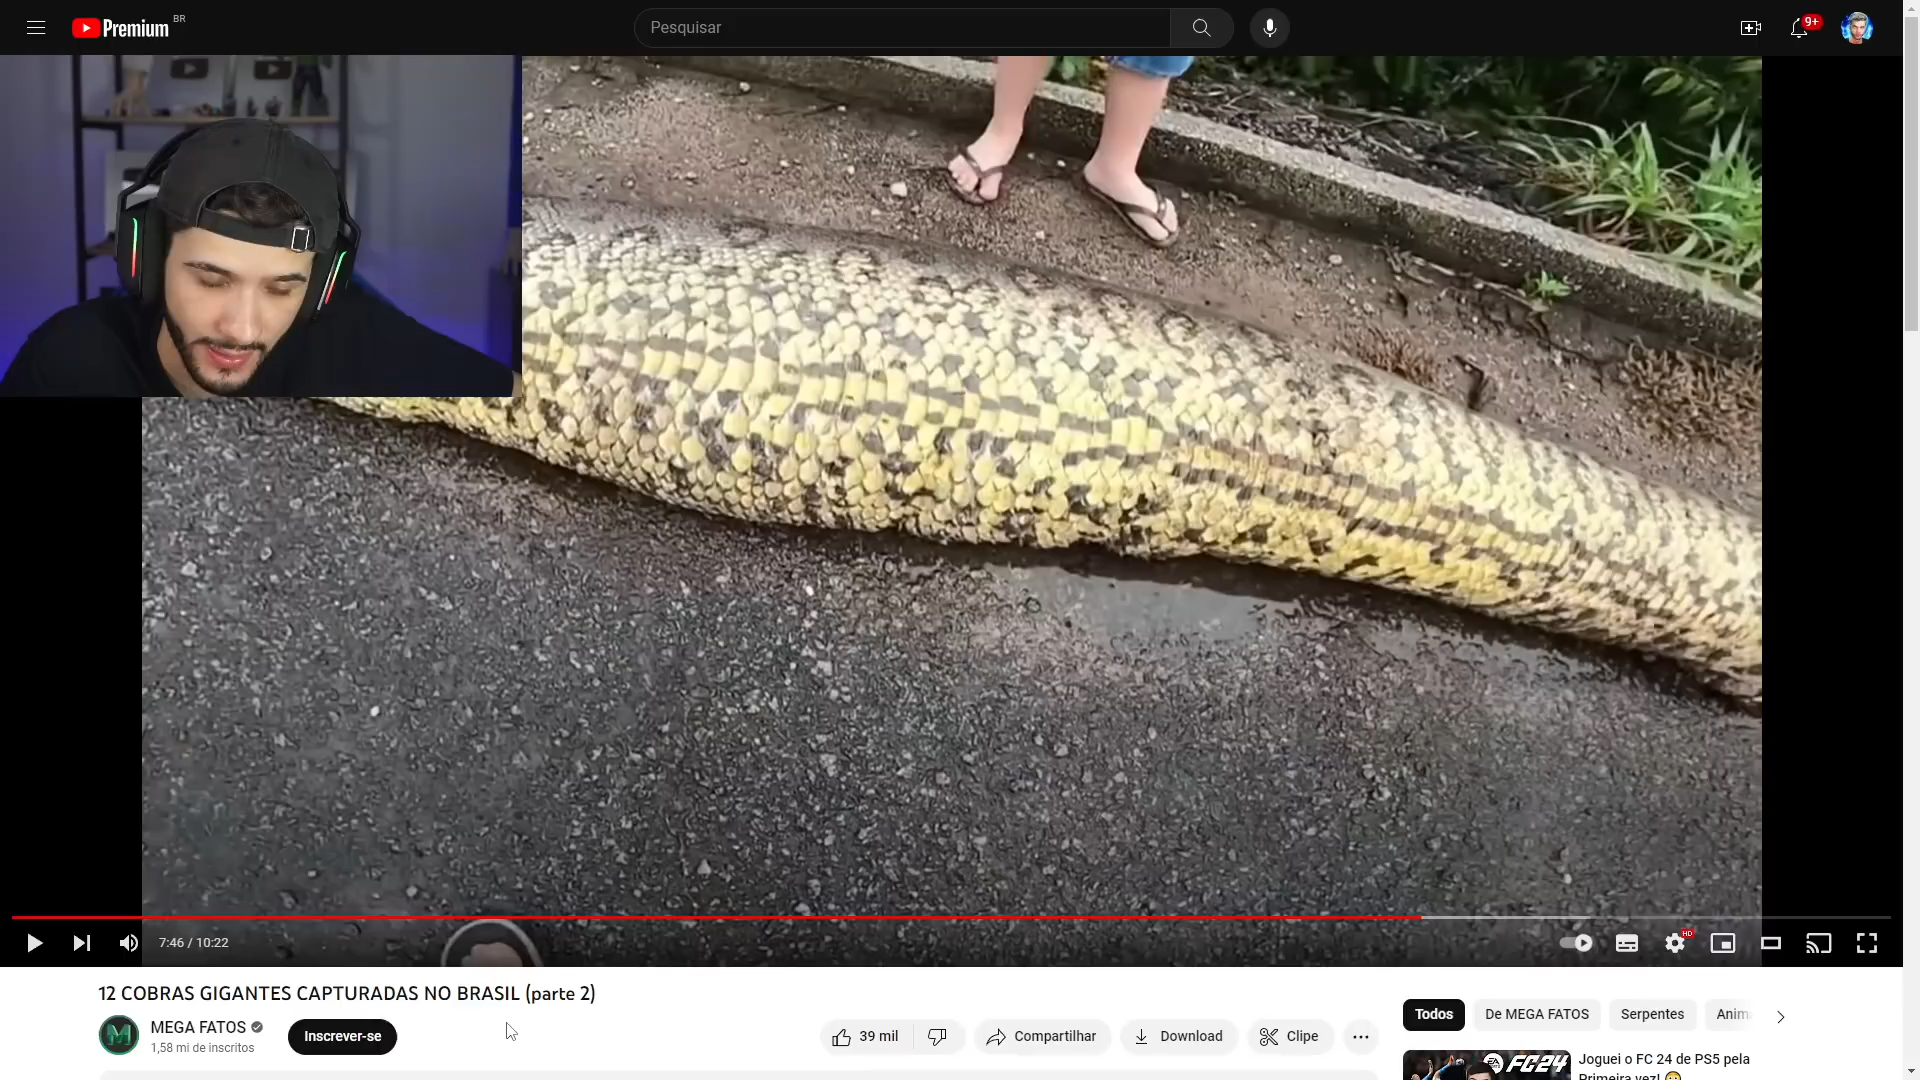 Premium BR
Pesquisar
9+
7:46 / 10:22
HD
12 COBRAS GIGANTES CAPTURADAS NO BRASIL (parte 2)
MEGA FATOS
1,58 mi de inscritos
Inscrever-se
39 mil
Compartilhar
Download
Clipe
Todos
De MEGA FATOS
Serpentes
EA FC24
Joguei o FC 24 de PS5 pela
Primeira vez!